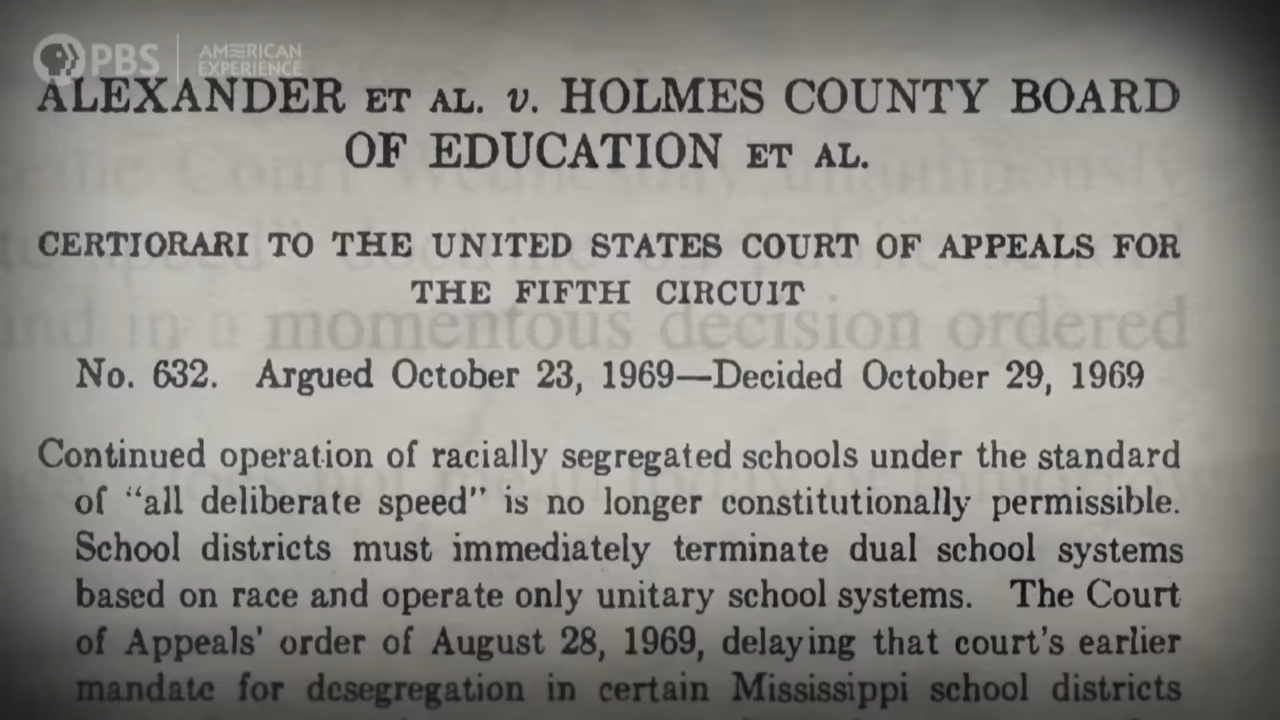 PBS AMERICAN
EXPERIENCE
ALEXANDER ET AL. v. HOLMES COUNTY BOARD
OF EDUCATION ET AL.
CERTIORARI TO THE UNITED STATES COURT OF APPEALS FOR
THE FIFTH CIRCUIT
and in a momentous decision ordered
No. 632. Argued October 23, 1969—Decided October 29, 1969
Continued operation of racially segregated schools under the standard
of “all deliberate speed” is no longer constitutionally permissible.
School districts must immediately terminate dual school systems
based on race and operate only unitary school systems. The Court
of Appeals’ order of August 28, 1969, delaying that court’s earlier
mandate for desegregation in certain Mississippi school districts